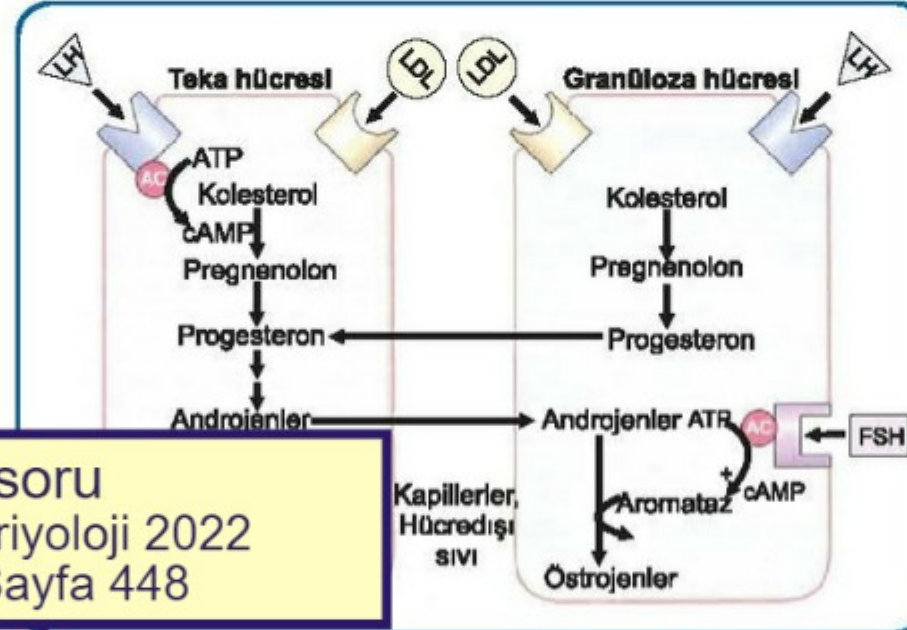 LH
Teka hücresi
LDL
LDL
Granüloza hücresi
LH
AC
ATP
Kolesterol
cAMP
Pregnenolon
Progesteron
Androjenler
Kolesterol
Pregnenolon
Progesteron
Androjenler
ATP
AC
FSH
+
cAMP
Aromataz
Östrojenler
Kapillerler,
Hücredışı
sıvı
soru
riyoloji 2022
Sayfa 448